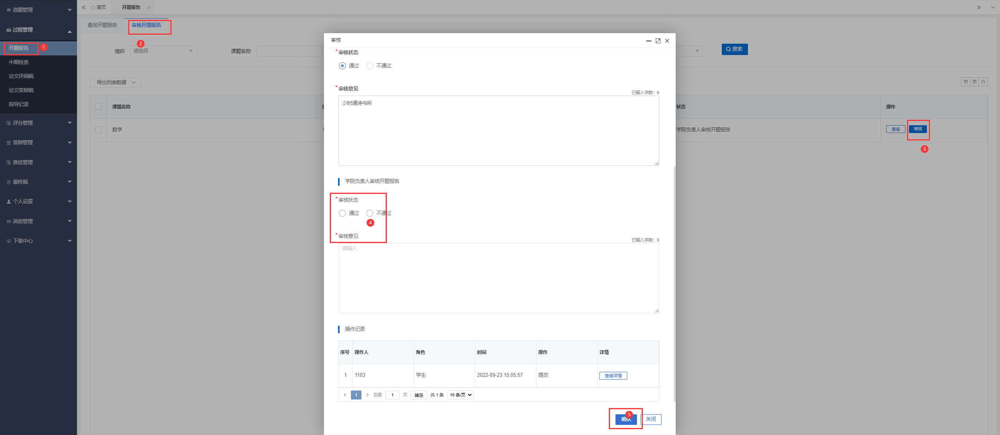 选题管理
过程管理
开题报告
1
中期检查
论文评阅稿
论文答辩稿
指导记录
评分管理
答辩管理
推优管理
最终稿
个人设置
消息管理
下载中心
首页
开题报告
查询开题报告
审核开题报告
2
组织
请选择
课题名称
搜索
导出列表数据
课题名称
状态
操作
数学
学院负责人审核开题报告
查看
审核
3
审核
*审核状态
通过
不通过
*审核意见
已输入字数：6
少时诵诗书所
学院负责人审核开题报告
*审核状态
通过
不通过
4
*审核意见
已输入字数：0
请输入
操作记录
序号 操作人 角色 时间 操作 详情
1 1103 学生 2022-09-23 15:05:57 提交 查看详情
1 到第 1 页 确定 共 1 条 10 条/页
5
确认
关闭